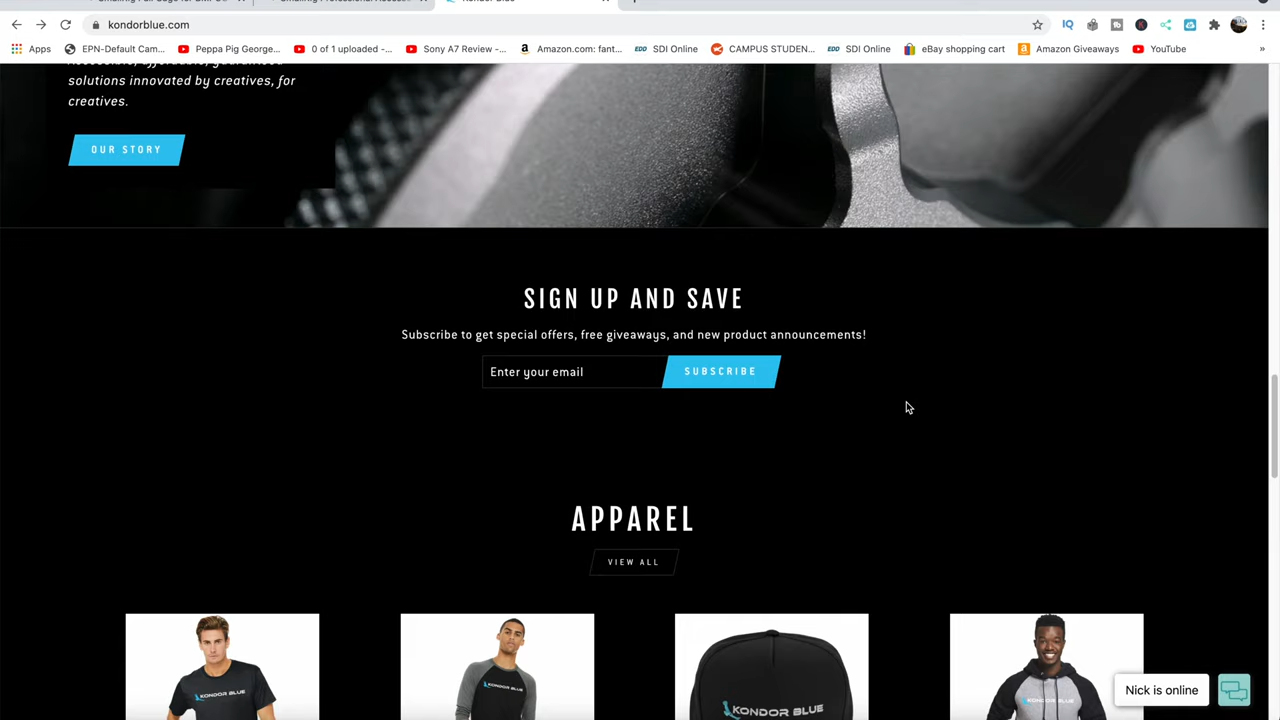 kondorblue.com
Apps
EPN-Default Cam...
Peppa Pig George...
0 of 1 uploaded -...
Sony A7 Review -...
Amazon.com: fant...
EDD SDI Online
CAMPUS STUDEN...
EDD SDI Online
eBay shopping cart
Amazon Giveaways
YouTube
solutions innovated by creatives, for
creatives.
OUR STORY
SIGN UP AND SAVE
Subscribe to get special offers, free giveaways, and new product announcements!
Enter your email
SUBSCRIBE
APPAREL
VIEW ALL
KONDOR BLUE
KONDOR BLUE
KONDOR BLUE
KONDOR BLUE
Nick is online